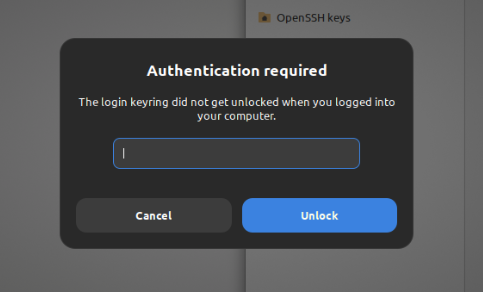 OpenSSH keys
Authentication required
The login keyring did not get unlocked when you logged into
your computer.
Cancel
Unlock